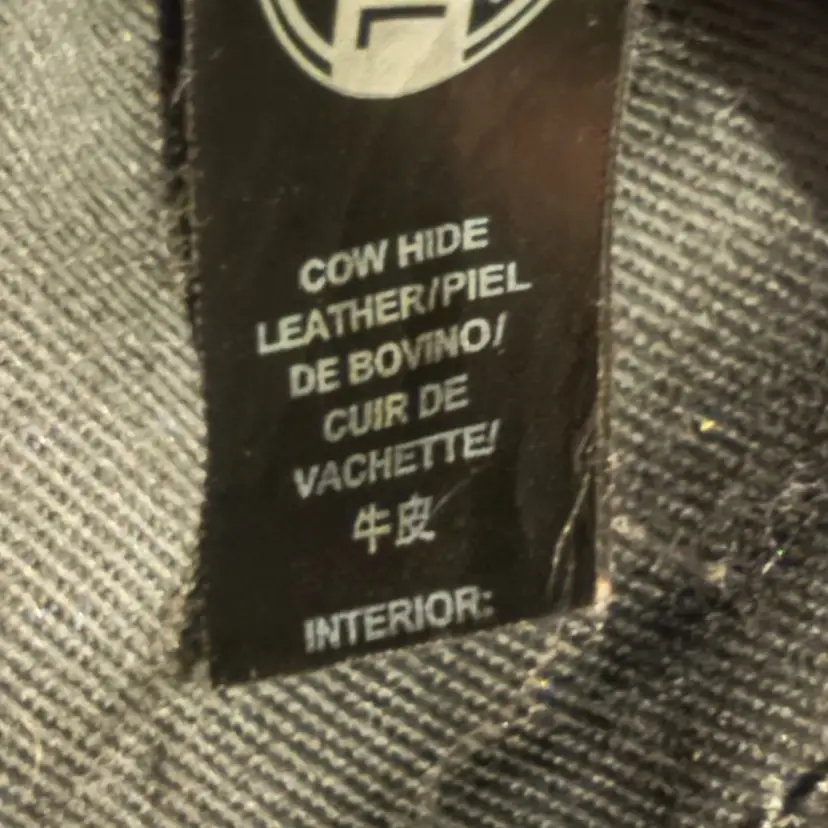 COW HIDE
LEATHER/PIEL
DE BOVINO/
CUIR DE
VACHETTE/
牛皮
INTERIOR: